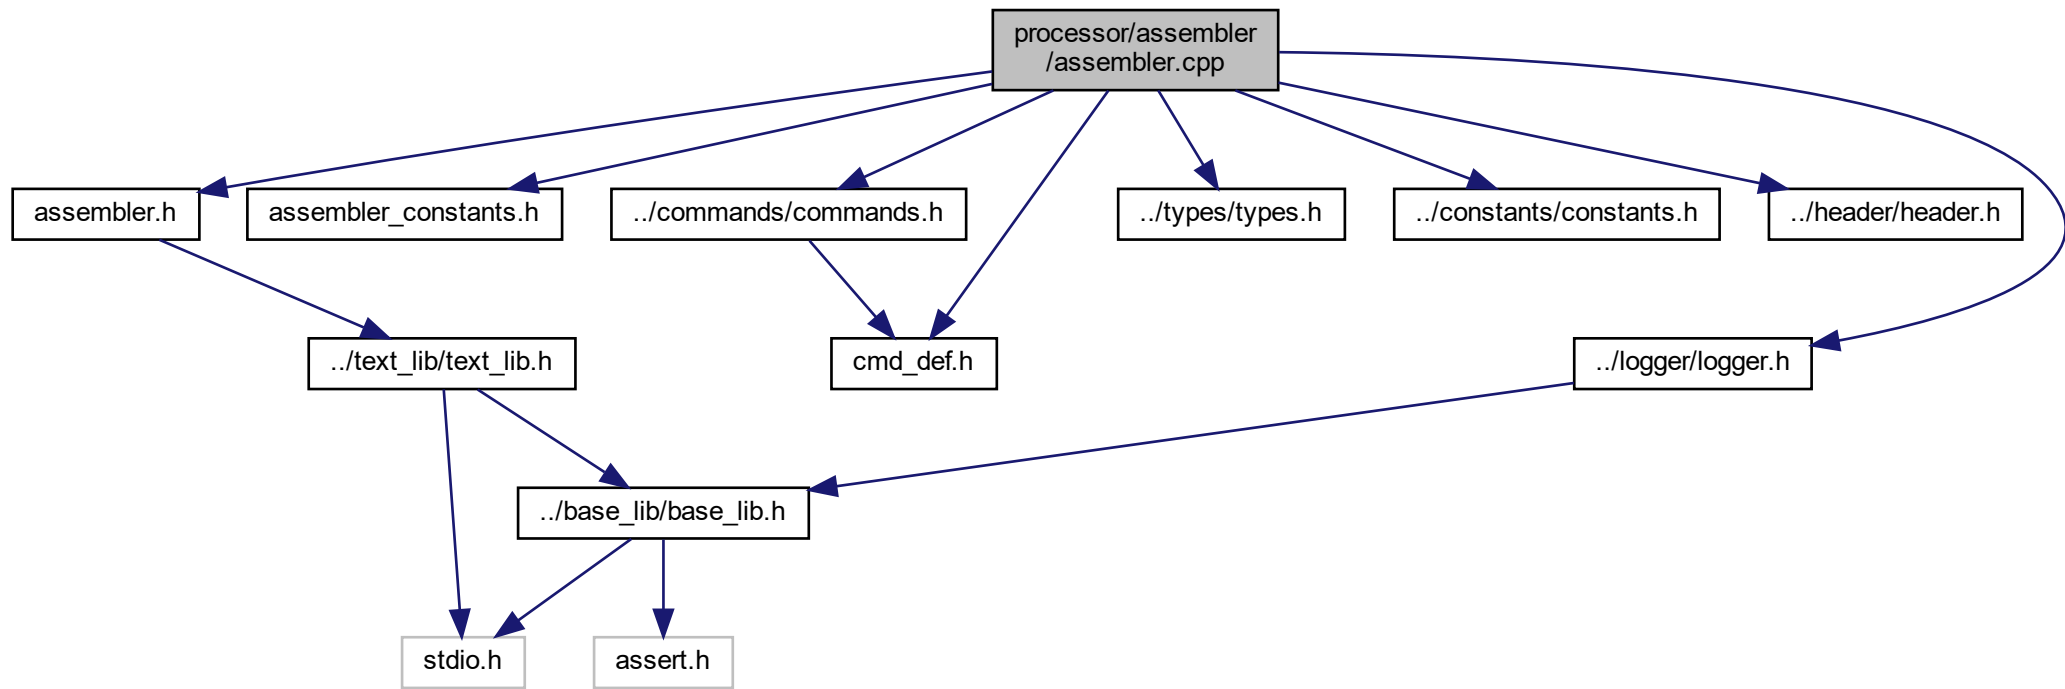 processor/assembler
/assembler.cpp
assembler.h
assembler_constants.h
../commands/commands.h
../types/types.h
../constants/constants.h
../header/header.h
../text_lib/text_lib.h
cmd_def.h
../logger/logger.h
../base_lib/base_lib.h
stdio.h
assert.h